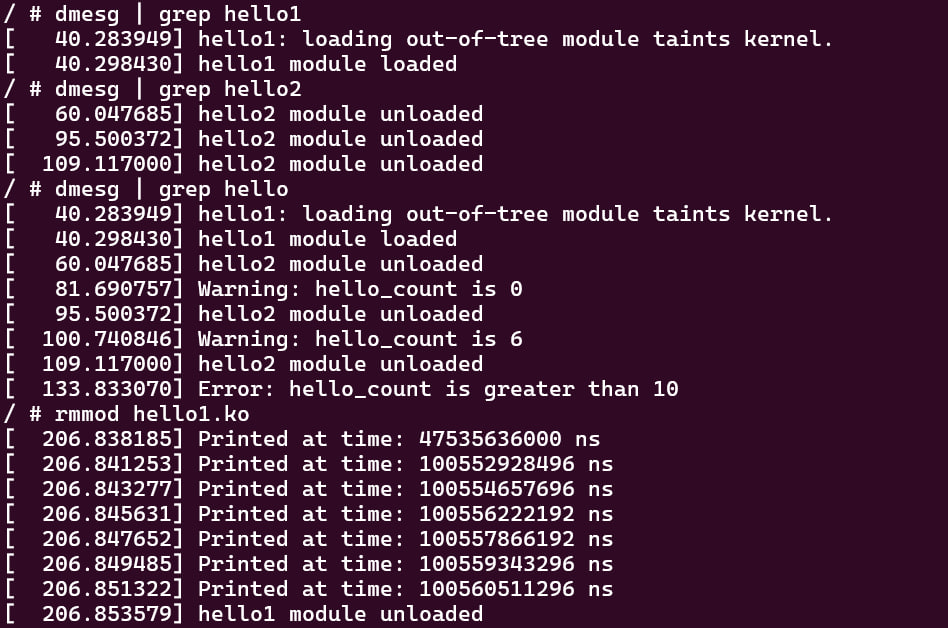 / # dmesg | grep hello1
[   40.283949] hello1: loading out-of-tree module taints kernel.
[   40.298430] hello1 module loaded
/ # dmesg | grep hello2
[   60.047685] hello2 module unloaded
[   95.500372] hello2 module unloaded
[  109.117000] hello2 module unloaded
/ # dmesg | grep hello
[   40.283949] hello1: loading out-of-tree module taints kernel.
[   40.298430] hello1 module loaded
[   60.047685] hello2 module unloaded
[   81.690757] Warning: hello_count is 0
[   95.500372] hello2 module unloaded
[  100.740846] Warning: hello_count is 6
[  109.117000] hello2 module unloaded
[  133.833070] Error: hello_count is greater than 10
/ # rmmod hello1.ko
[  206.838185] Printed at time: 47535636000 ns
[  206.841253] Printed at time: 100552928496 ns
[  206.843277] Printed at time: 100554657696 ns
[  206.845631] Printed at time: 100556222192 ns
[  206.847652] Printed at time: 100557866192 ns
[  206.849485] Printed at time: 100559343296 ns
[  206.851322] Printed at time: 100560511296 ns
[  206.853579] hello1 module unloaded